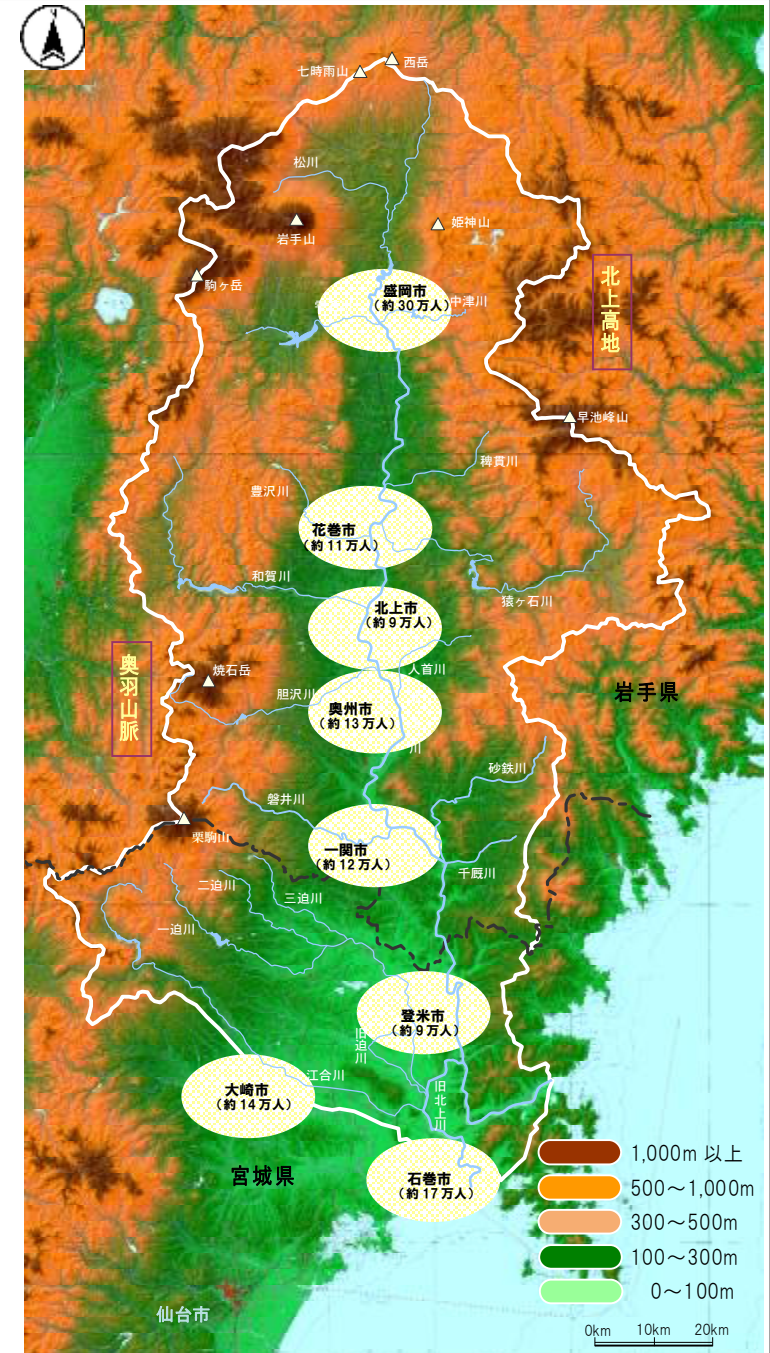 七時雨山
西岳
松川
岩手山
姫神山
駒ヶ岳
北上高地
盛岡市
(約30万人)
中津川
早池峰山
稗貫川
豊沢川
花巻市
(約11万人)
和賀川
猿ヶ石川
北上市
(約9万人)
人首川
焼石岳
奥羽山脈
胆沢川
奥州市
(約13万人)
川
岩手県
砂鉄川
磐井川
栗駒山
一関市
(約12万人)
千厩川
二迫川
三迫川
一迫川
登米市
(約9万人)
旧迫川
江合川
大崎市
(約14万人)
旧北上川
宮城県
石巻市
(約17万人)
仙台市
1,000m 以上
500～1,000m
300～500m
100～300m
0～100m
0km 10km 20km